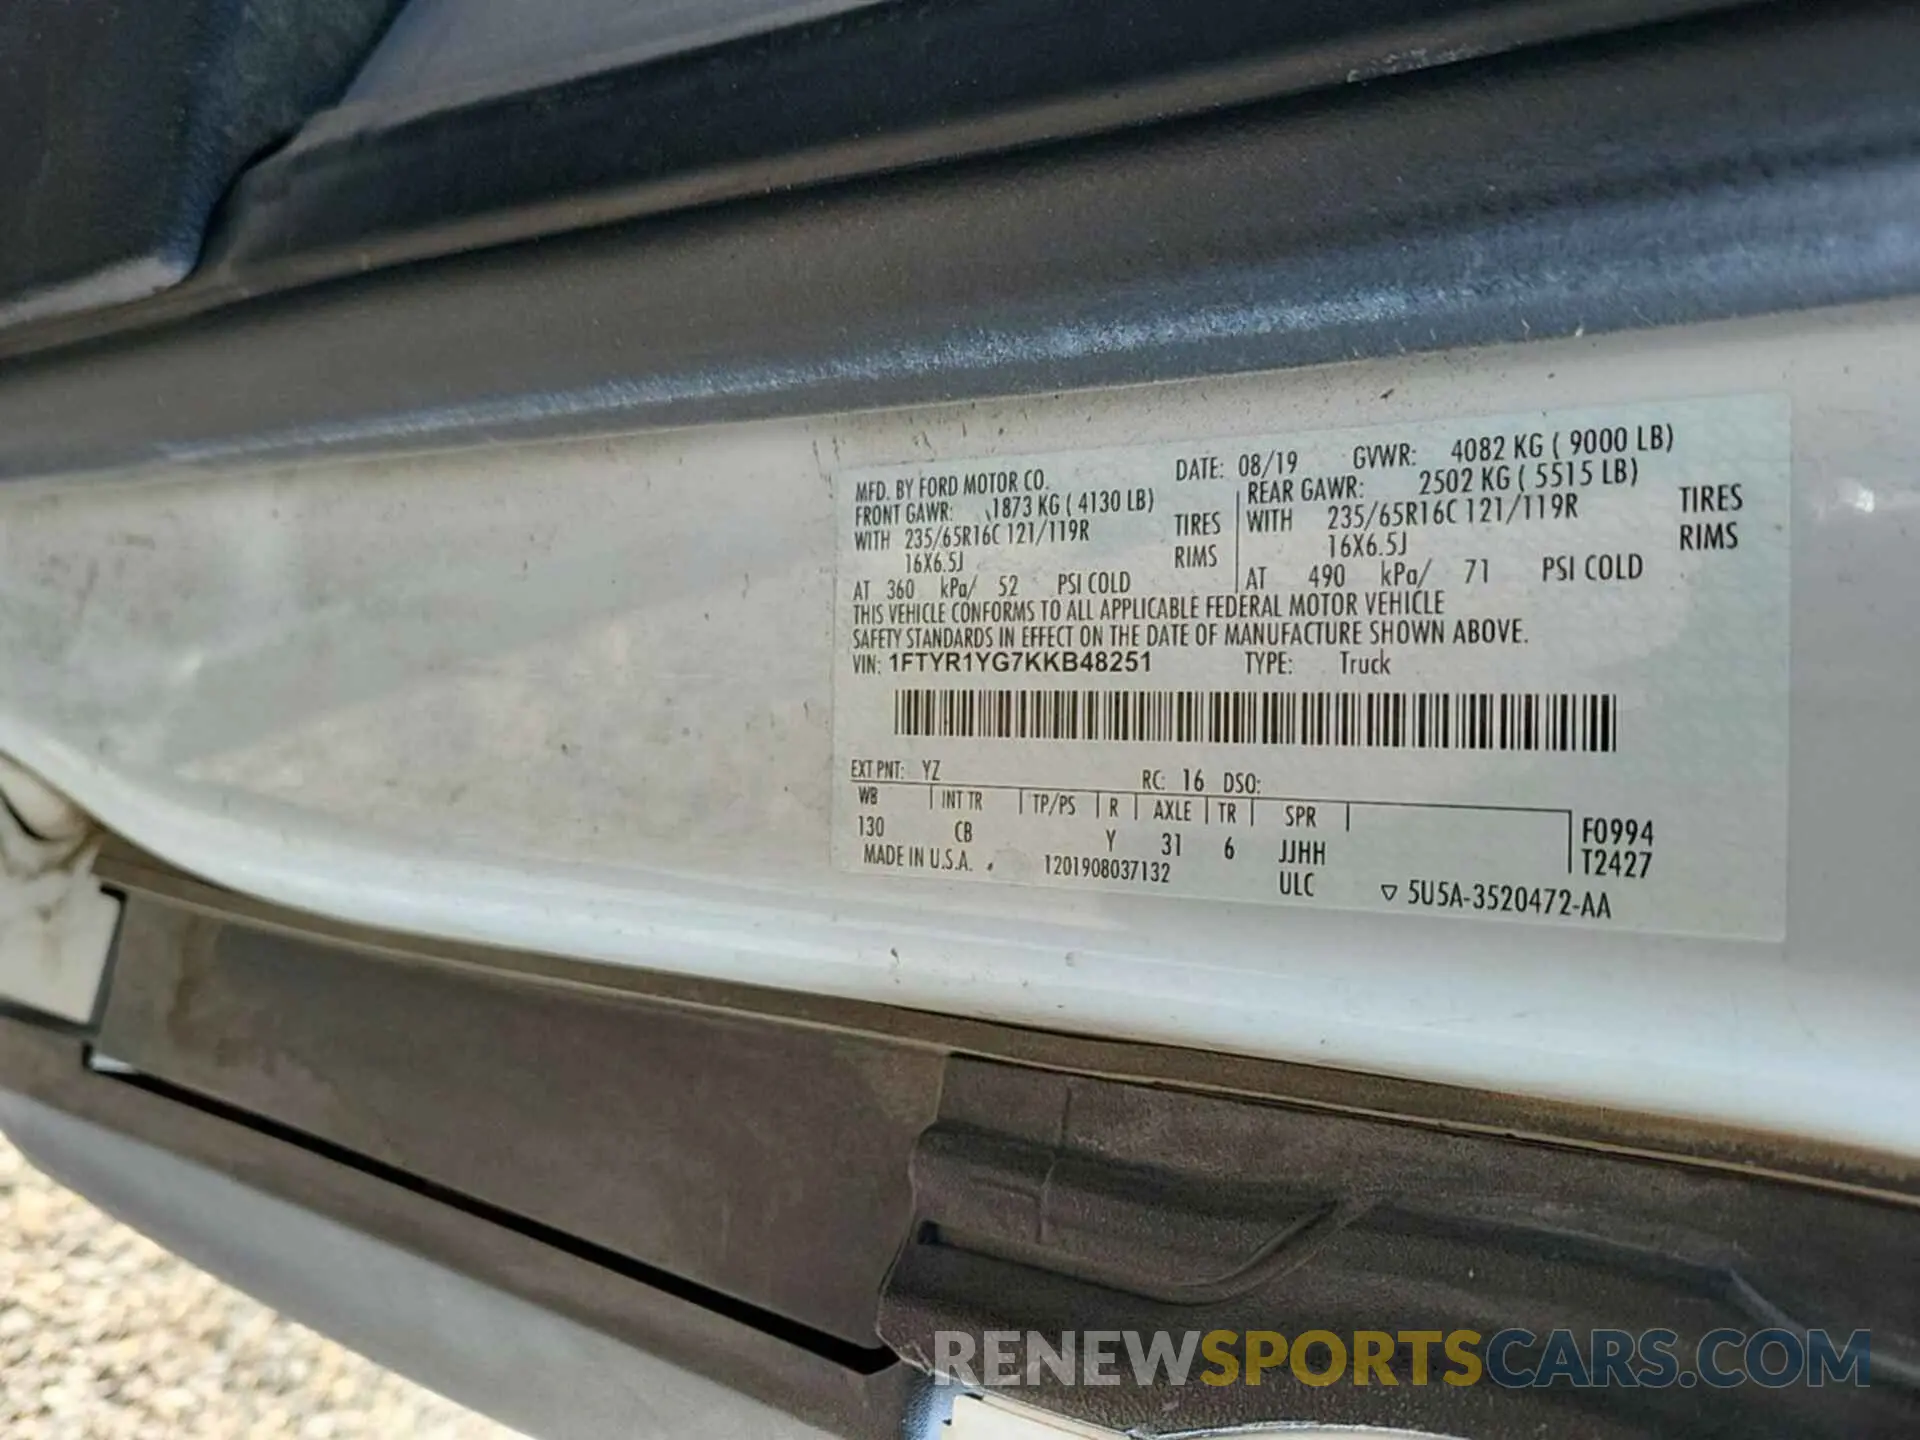 MFD. BY FORD MOTOR CO. DATE: 08/19 GVWR: 4082 KG ( 9000 LB)
FRONT GAWR: 1873 KG ( 4130 LB) REAR GAWR: 2502 KG ( 5515 LB)
WITH 235/65R16C 121/119R TIRES WITH 235/65R16C 121/119R TIRES
16X6.5J RIMS 16X6.5J RIMS
AT 360 kPa/ 52 PSI COLD AT 490 kPa/ 71 PSI COLD
THIS VEHICLE CONFORMS TO ALL APPLICABLE FEDERAL MOTOR VEHICLE
SAFETY STANDARDS IN EFFECT ON THE DATE OF MANUFACTURE SHOWN ABOVE.
VIN: 1FTYR1YG7KKB48251 TYPE: Truck
EXT PNT: YZ RC: 16 DSO:
WB INT TR TP/PS R AXLE TR SPR F0994
130 CB Y 31 6 JJHH T2427
MADE IN U.S.A. 1201908037132 ULC ▽ 5U5A-3520472-AA
RENEWSPORTSCARS.COM